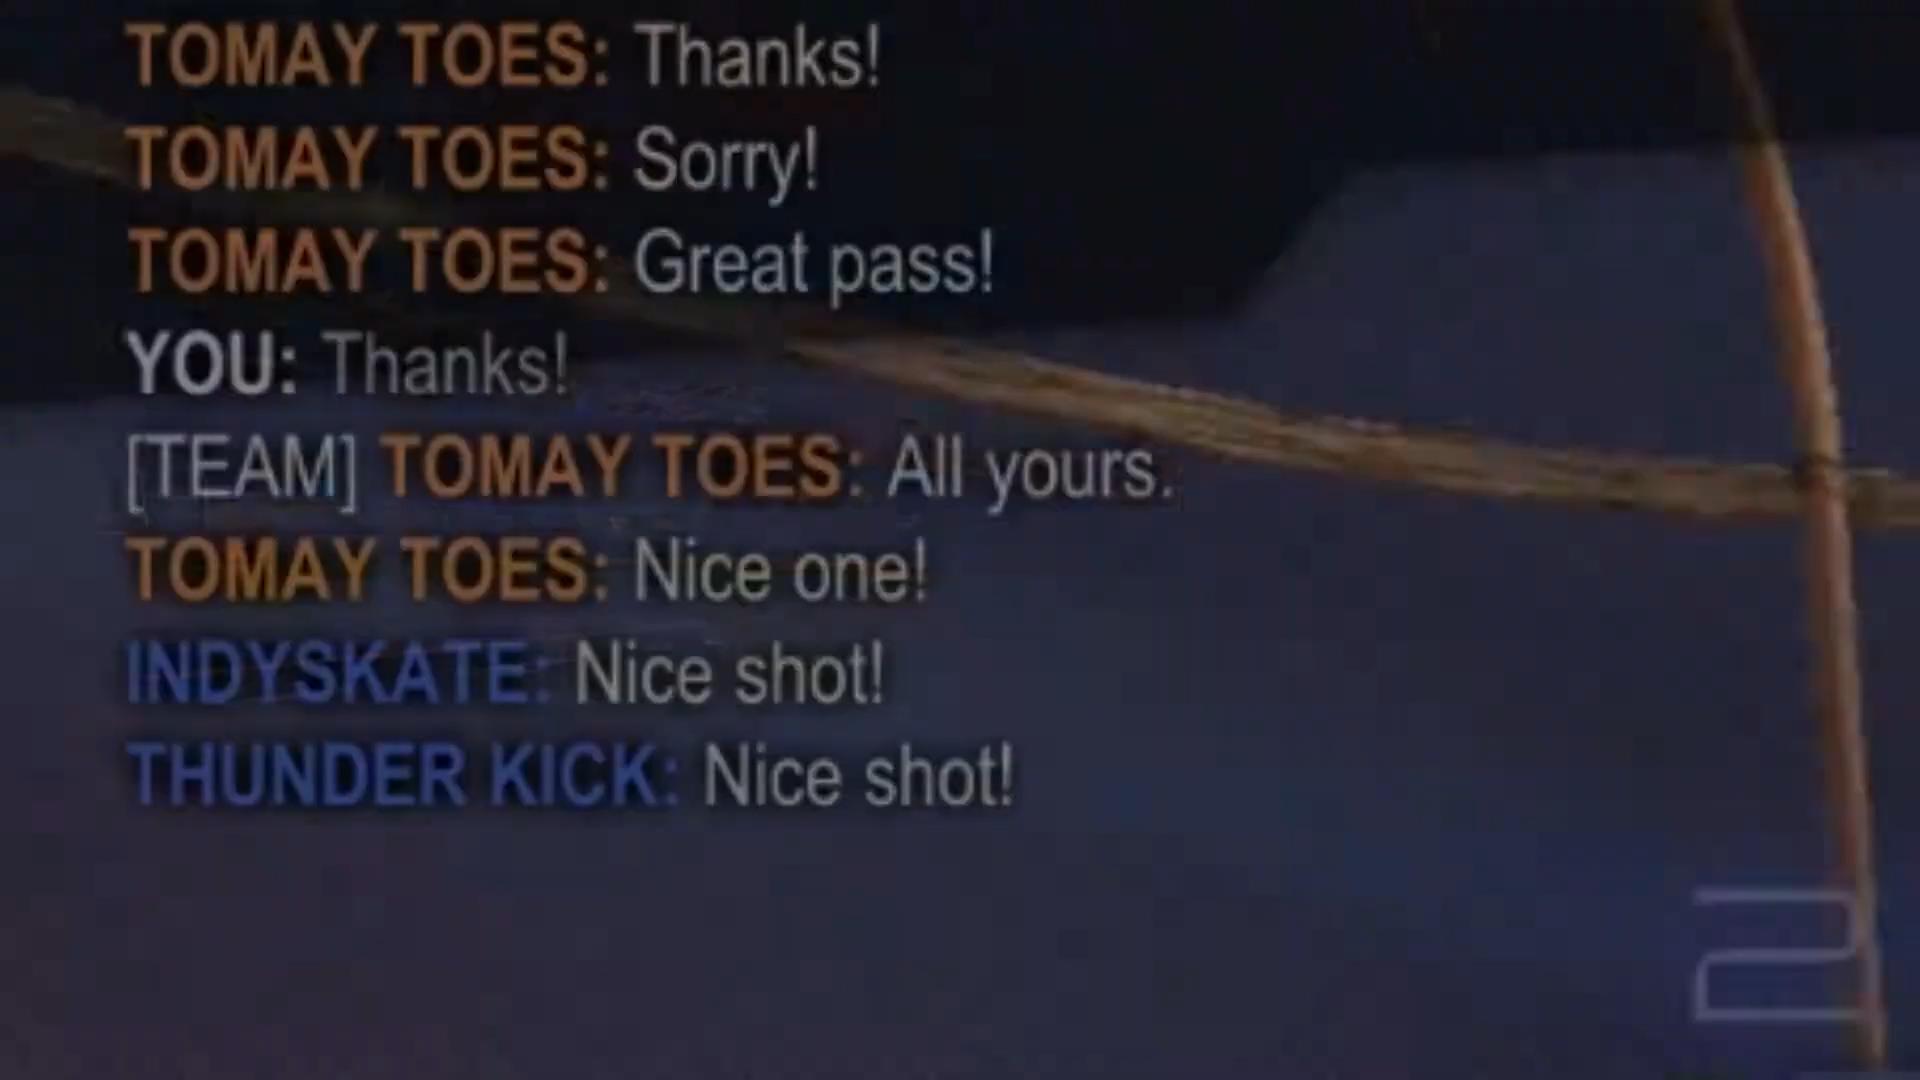 TOMAY TOES: Thanks!
TOMAY TOES: Sorry!
TOMAY TOES: Great pass!
YOU: Thanks!
[TEAM] TOMAY TOES: All yours.
TOMAY TOES: Nice one!
INDYSKATE: Nice shot!
THUNDER KICK: Nice shot!